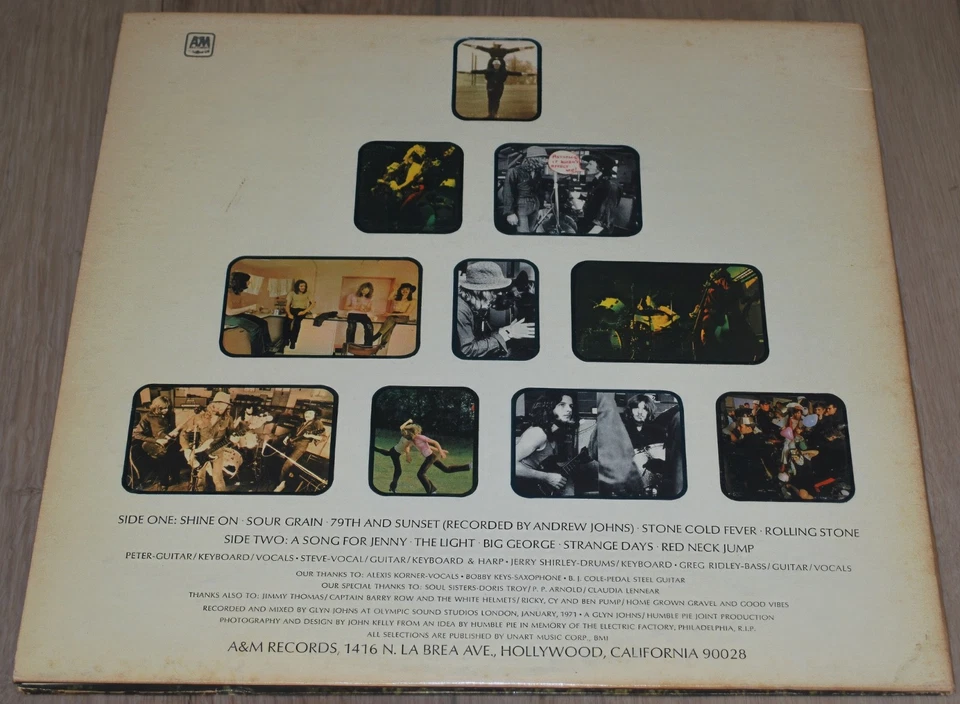 A&M
SIDE ONE: SHINE ON · SOUR GRAIN · 79TH AND SUNSET (RECORDED BY ANDREW JOHNS) · STONE COLD FEVER · ROLLING STONE
SIDE TWO: A SONG FOR JENNY · THE LIGHT · BIG GEORGE · STRANGE DAYS · RED NECK JUMP
PETER-GUITAR/KEYBOARD/VOCALS • STEVE-VOCAL/GUITAR/KEYBOARD & HARP • JERRY SHIRLEY-DRUMS/KEYBOARD • GREG RIDLEY-BASS/GUITAR/VOCALS
OUR THANKS TO: ALEXIS KORNER-VOCALS • BOBBY KEYS-SAXOPHONE • B. J. COLE-PEDAL STEEL GUITAR
OUR SPECIAL THANKS TO: SOUL SISTERS-DORIS TROY/P. P. ARNOLD/CLAUDIA LENNEAR
THANKS ALSO TO: JIMMY THOMAS/CAPTAIN BARRY ROW AND THE WHITE HELMETS/RICKY, CY AND BEN PUMP/HOME GROWN GRAVEL AND GOOD VIBES
RECORDED AND MIXED BY GLYN JOHNS AT OLYMPIC SOUND STUDIOS LONDON, JANUARY, 1971 • A GLYN JOHNS/HUMBLE PIE JOINT PRODUCTION
PHOTOGRAPHY AND DESIGN BY JOHN KELLY FROM AN IDEA BY HUMBLE PIE IN MEMORY OF THE ELECTRIC FACTORY, PHILADELPHIA, R.I.P.
ALL SELECTIONS ARE PUBLISHED BY UNART MUSIC CORP., BMI
A&M RECORDS, 1416 N. LA BREA AVE., HOLLYWOOD, CALIFORNIA 90028